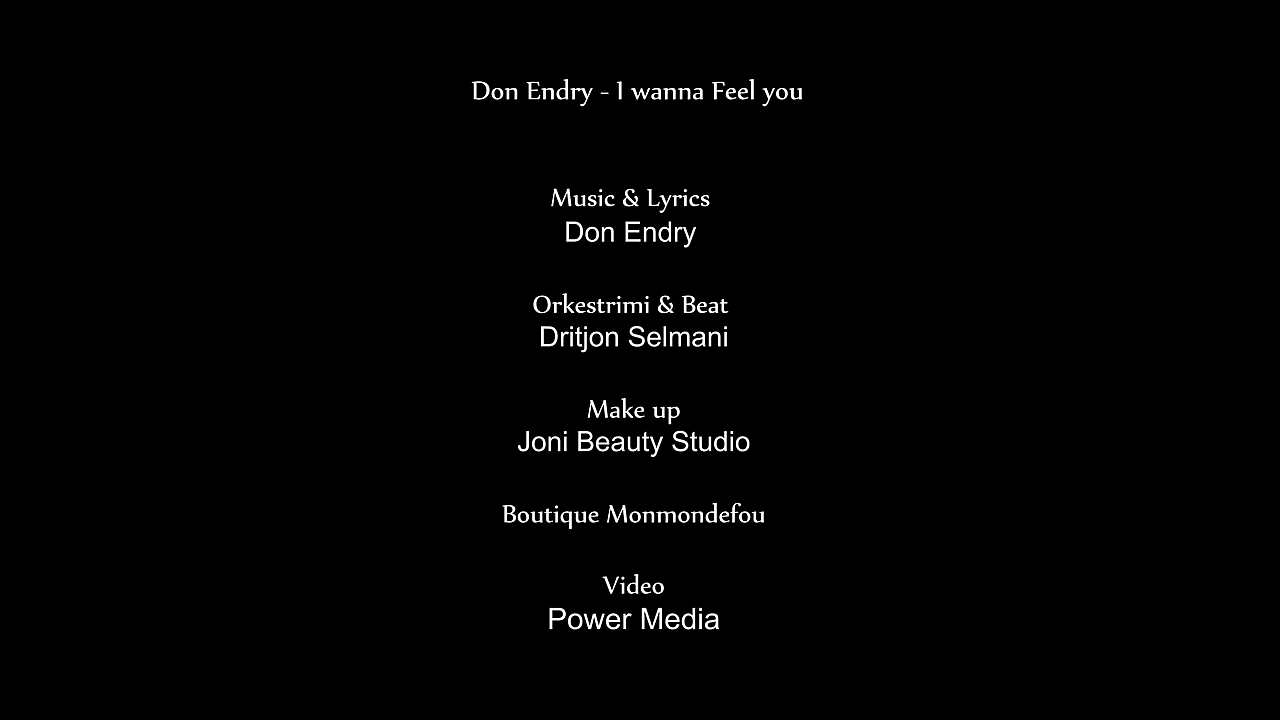 Don Endry - I wanna Feel you
Music & Lyrics
Don Endry
Orkestrimi & Beat
Dritjon Selmani
Make up
Joni Beauty Studio
Boutique Monmondefou
Video
Power Media